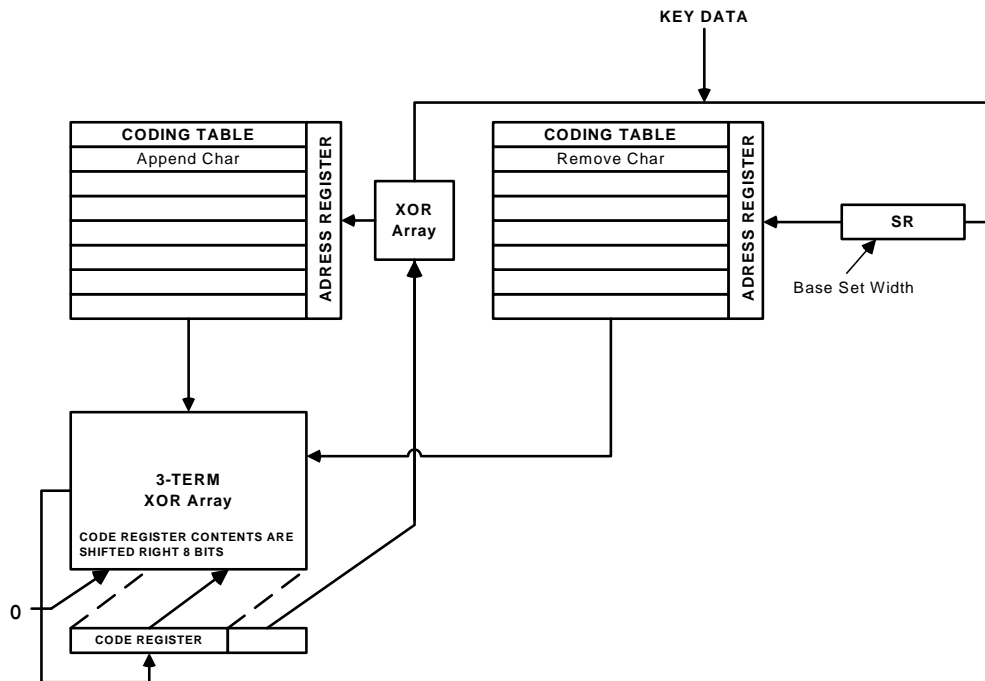 KEY DATA
CODING TABLE
Append Char
ADRESS REGISTER
XOR
Array
CODING TABLE
Remove Char
ADRESS REGISTER
SR
Base Set Width
3-TERM
XOR Array
CODE REGISTER CONTENTS ARE
SHIFTED RIGHT 8 BITS
0
CODE REGISTER